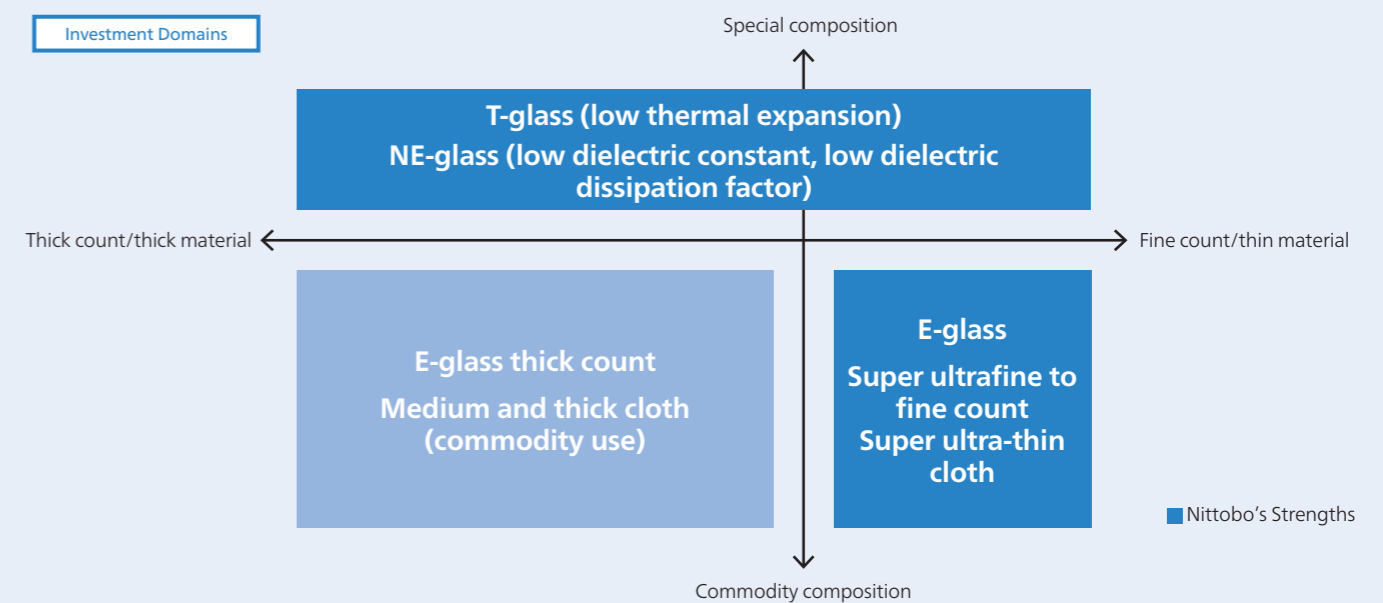 Investment Domains
Special composition
T-glass (low thermal expansion)
NE-glass (low dielectric constant, low dielectric
dissipation factor)
Thick count/thick material
Fine count/thin material
E-glass thick count
Medium and thick cloth
(commodity use)
E-glass
Super ultrafine to
fine count
Super ultra-thin
cloth
Nittobo’s Strengths
Commodity composition